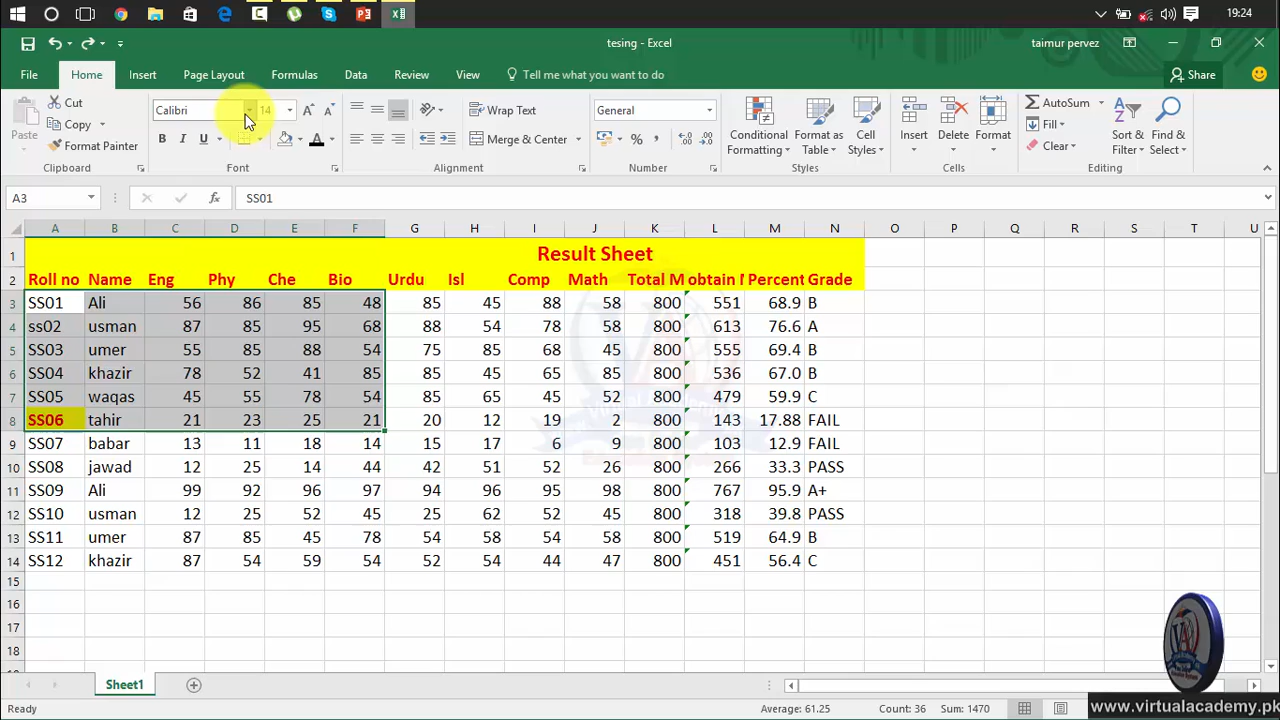 19:24
tesing - Excel
taimur pervez
File Home Insert Page Layout Formulas Data Review View Tell me what you want to do Share
Paste
Cut
Copy
Format Painter
Clipboard
Calibri 14
B I U
Font
Wrap Text
Merge & Center
Alignment
General
Number
Conditional Formatting
Format as Table
Cell Styles
Styles
Insert Delete Format
Cells
AutoSum
Fill
Clear
Sort & Filter
Find & Select
Editing
A3 fx SS01
A B C D E F G H I J K L M N O P Q R S T U
1 Result Sheet
2 Roll no Name Eng Phy Che Bio Urdu Isl Comp Math Total M obtain Percent Grade
3 SS01 Ali 56 86 85 48 85 45 88 58 800 551 68.9 B
4 ss02 usman 87 85 95 68 88 54 78 58 800 613 76.6 A
5 SS03 umer 55 85 88 54 75 85 68 45 800 555 69.4 B
6 SS04 khazir 78 52 41 85 85 45 65 85 800 536 67.0 B
7 SS05 waqas 45 55 78 54 85 65 45 52 800 479 59.9 C
8 SS06 tahir 21 23 25 21 20 12 19 2 800 143 17.88 FAIL
9 SS07 babar 13 11 18 14 15 17 6 9 800 103 12.9 FAIL
10 SS08 jawad 12 25 14 44 42 51 52 26 800 266 33.3 PASS
11 SS09 Ali 99 92 96 97 94 96 95 98 800 767 95.9 A+
12 SS10 usman 12 25 52 45 25 62 52 45 800 318 39.8 PASS
13 SS11 umer 87 85 45 78 54 58 54 58 800 519 64.9 B
14 SS12 khazir 87 54 59 54 52 54 44 47 800 451 56.4 C
15
16
17
18
Sheet1
Ready Average: 61.25 Count: 36 Sum: 1470
www.virtualacademy.pk